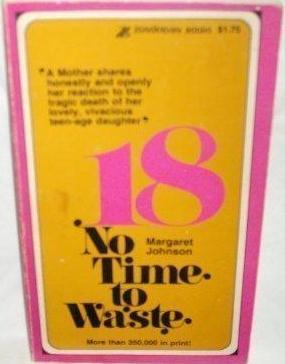 ZONDERVAN BOOKS $1.75
"A Mother shares
honestly and openly
her reaction to the
tragic death of her
lovely, vivacious
teen-age daughter"
18
No
Time
to
Waste
Margaret
Johnson
More than 350,000 in print!